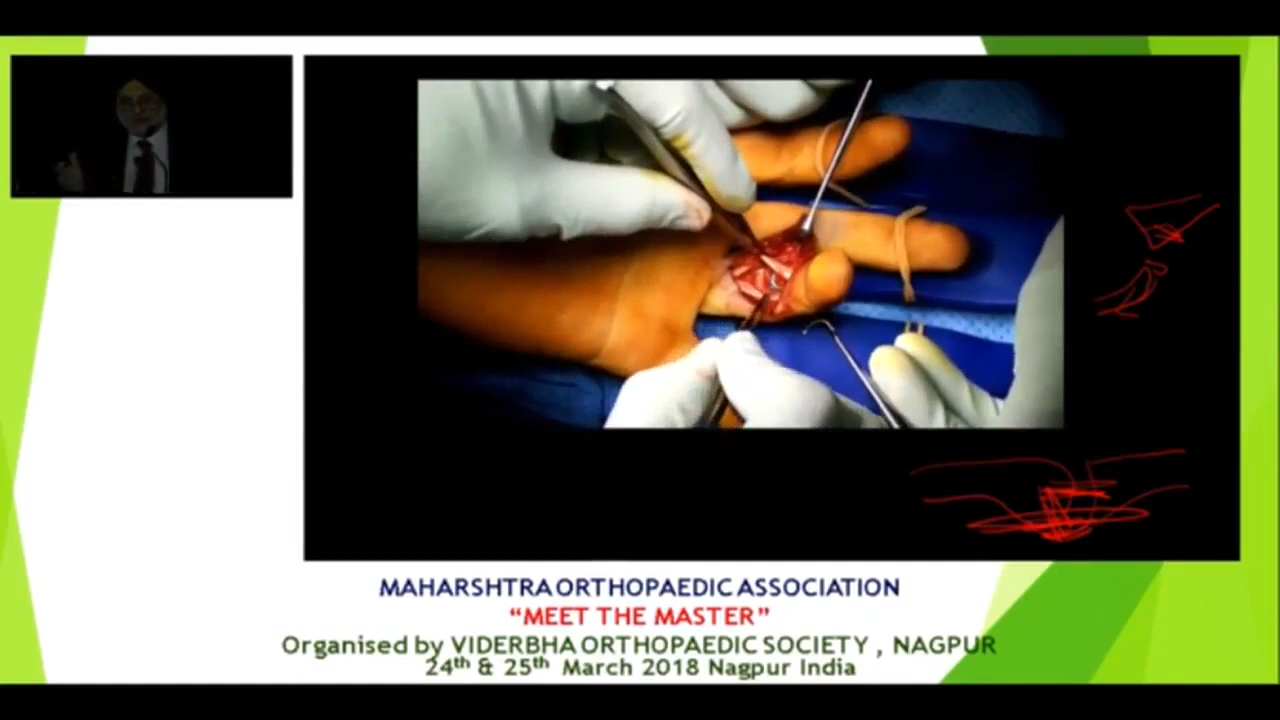 MAHARSHTRA ORTHOPAEDIC ASSOCIATION
“MEET THE MASTER”
Organised by VIDERBHA ORTHOPAEDIC SOCIETY , NAGPUR
24th & 25th March 2018 Nagpur India